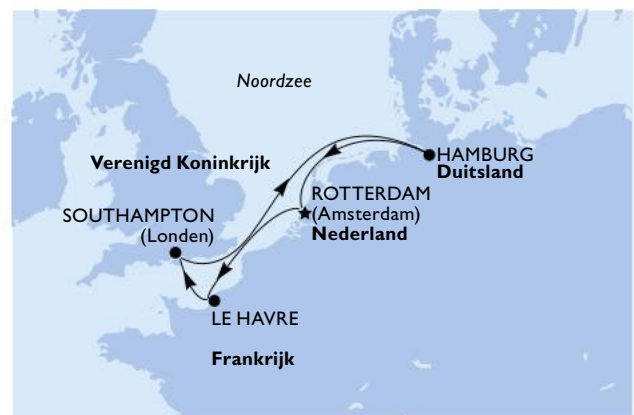 Noordzee
Verenigd Koninkrijk
HAMBURG
Duitsland
ROTTERDAM
(Amsterdam)
Nederland
SOUTHAMPTON
(Londen)
LE HAVRE
Frankrijk